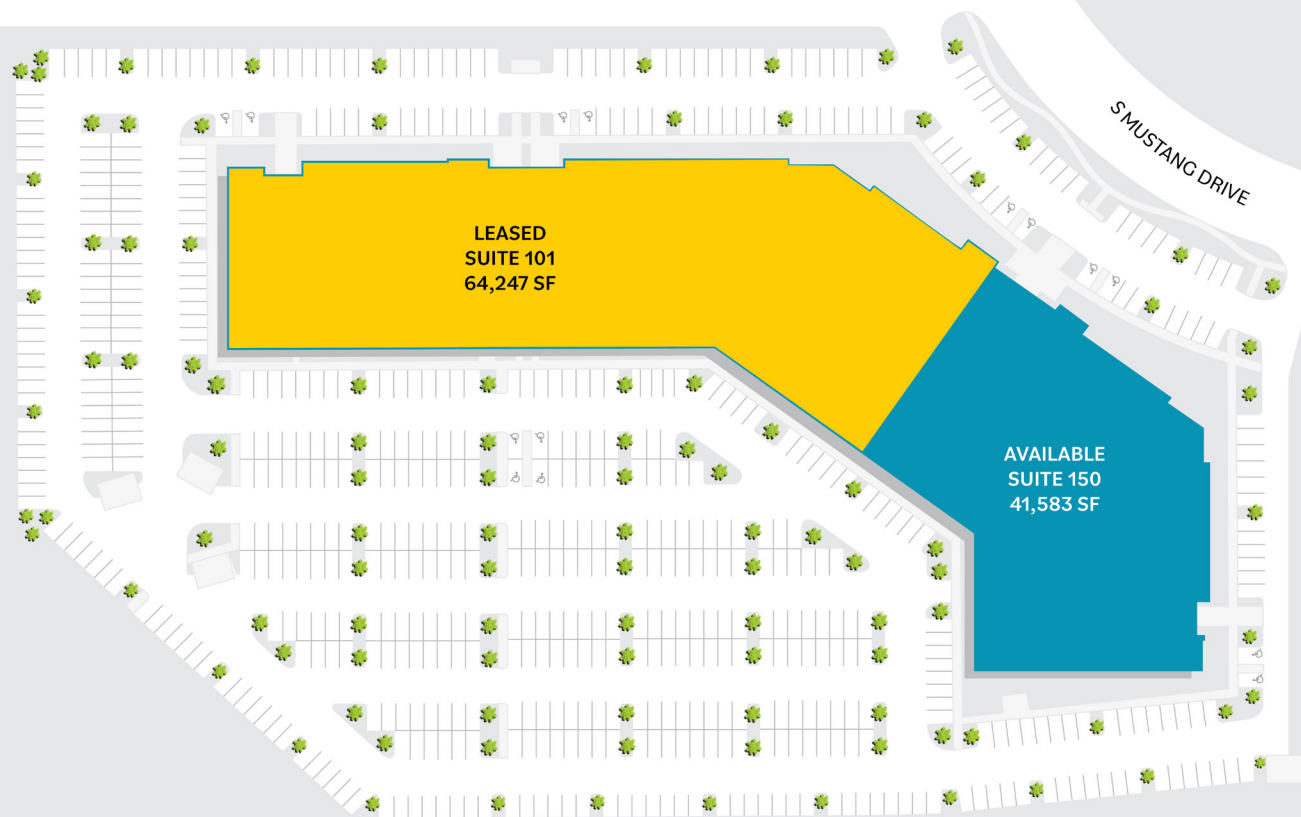 S MUSTANG DRIVE
LEASED
SUITE 101
64,247 SF
AVAILABLE
SUITE 150
41,583 SF